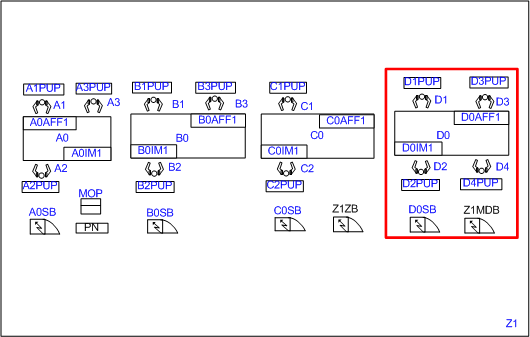 A1PUP A3PUP B1PUP B3PUP C1PUP D1PUP D3PUP
A1 A3 B1 B3 C1 D1 D3
A0AFF1 B0AFF1 C0AFF1 D0AFF1
A0 B0 C0 D0
A0IM1 B0IM1 C0IM1 D0IM1
A2 B2 C2 D2 D4
A2PUP B2PUP C2PUP D2PUP D4PUP
MOP
A0SB B0SB C0SB Z1ZB D0SB Z1MDB
PN
Z1